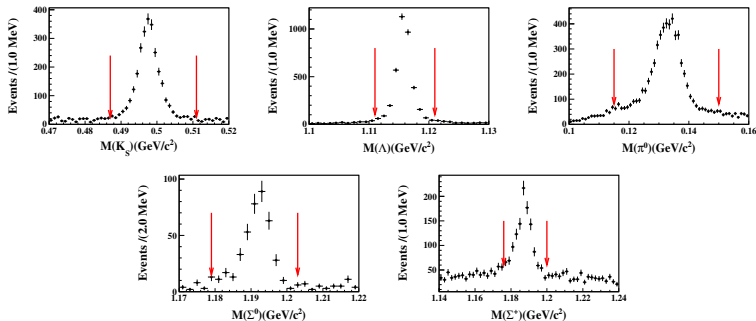 Events /(1.0 MeV)
400
300
200
100
0
0.47 0.48 0.49 0.5 0.51 0.52
M(K_S)(GeV/c²)
Events /(1.0 MeV)
1000
500
0
1.1 1.11 1.12 1.13
M(Λ)(GeV/c²)
Events /(1.0 MeV)
400
300
200
100
0
0.1 0.12 0.14 0.16
M(π⁰)(GeV/c²)
Events /(2.0 MeV)
100
50
0
1.17 1.18 1.19 1.2 1.21 1.22
M(Σ⁰)(GeV/c²)
Events /(1.0 MeV)
200
150
100
50
1.14 1.16 1.18 1.2 1.22 1.24
M(Σ⁺)(GeV/c²)